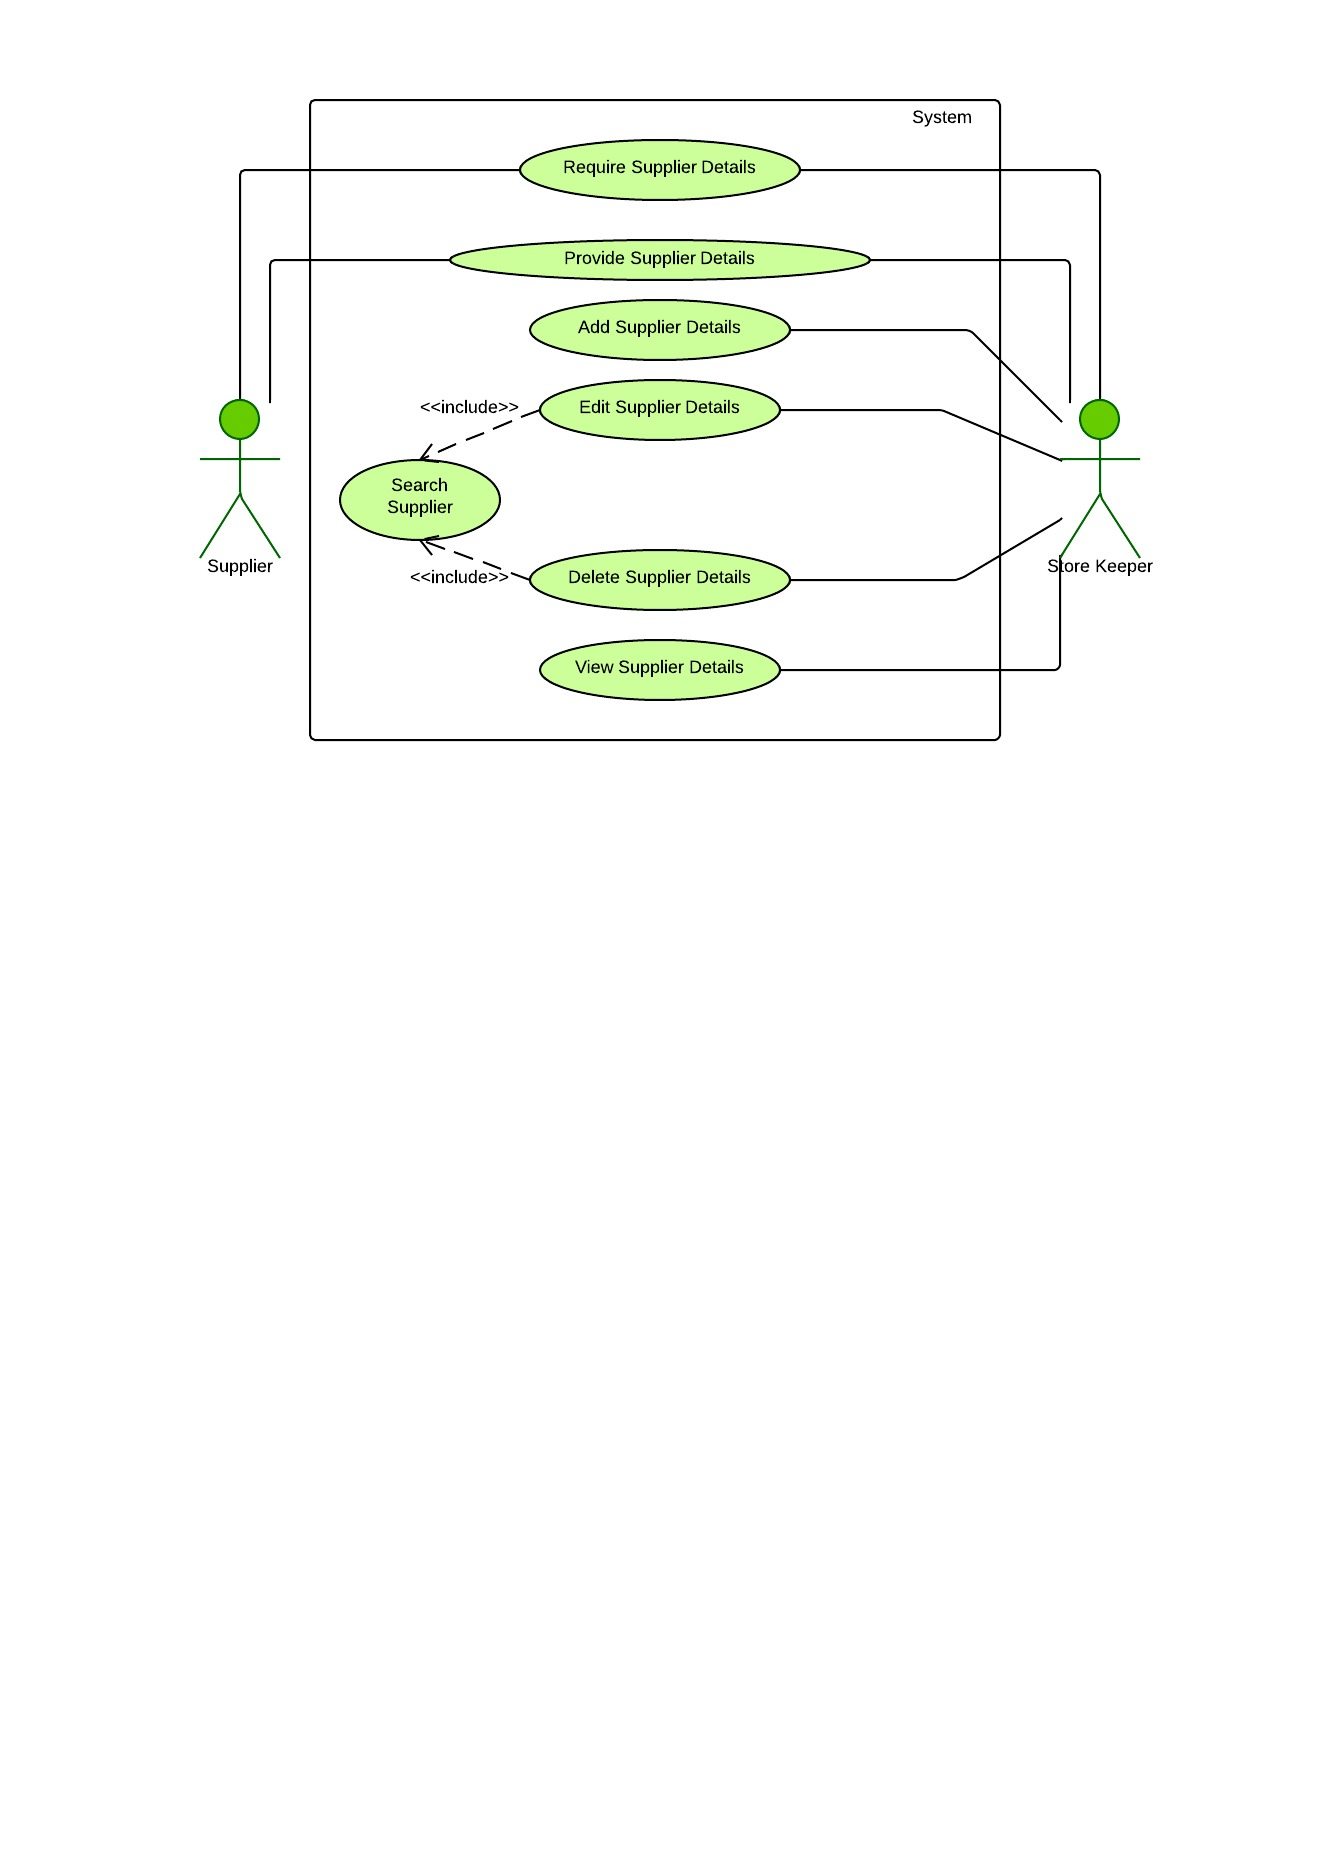 System
Require Supplier Details
Provide Supplier Details
Add Supplier Details
<<include>>
Edit Supplier Details
Search
Supplier
Supplier
Store Keeper
<<include>>
Delete Supplier Details
View Supplier Details